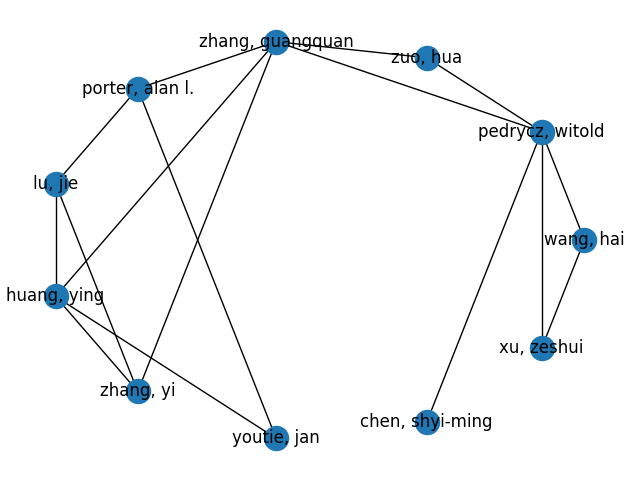 zhang, guangquan
zuo, hua
porter, alan l.
pedrycz, witold
lu, jie
wang, hai
huang, ying
xu, zeshui
zhang, yi
chen, shyi-ming
youtie, jan